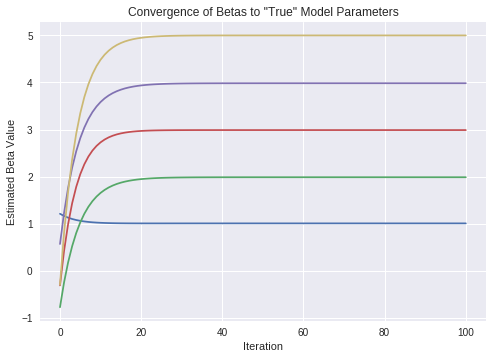 Convergence of Betas to "True" Model Parameters
5
4
3
2
1
0
−1
Estimated Beta Value
0 20 40 60 80 100
Iteration